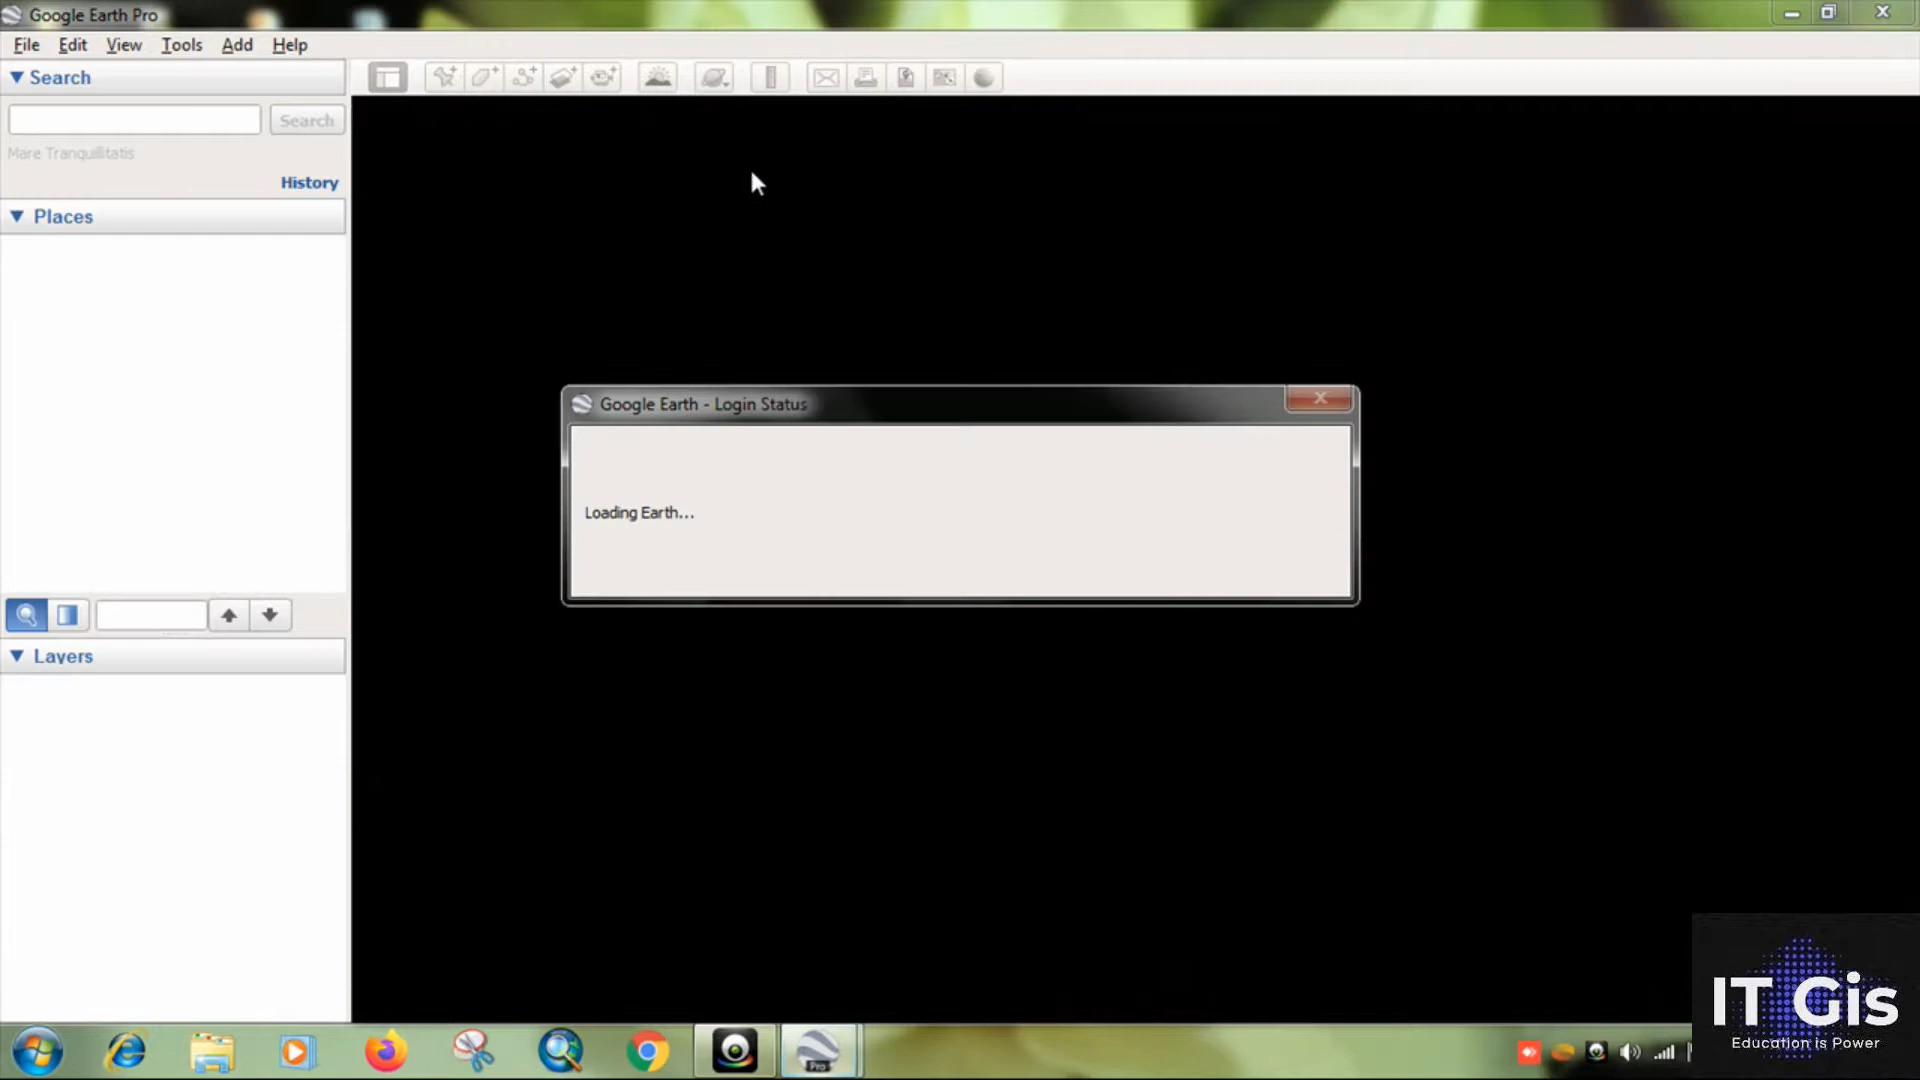 Google Earth Pro
File Edit View Tools Add Help
Search
Search
Mare Tranquillitatis
History
Places
Google Earth - Login Status
Loading Earth...
Layers
Pro
IT Gis
Education is Power